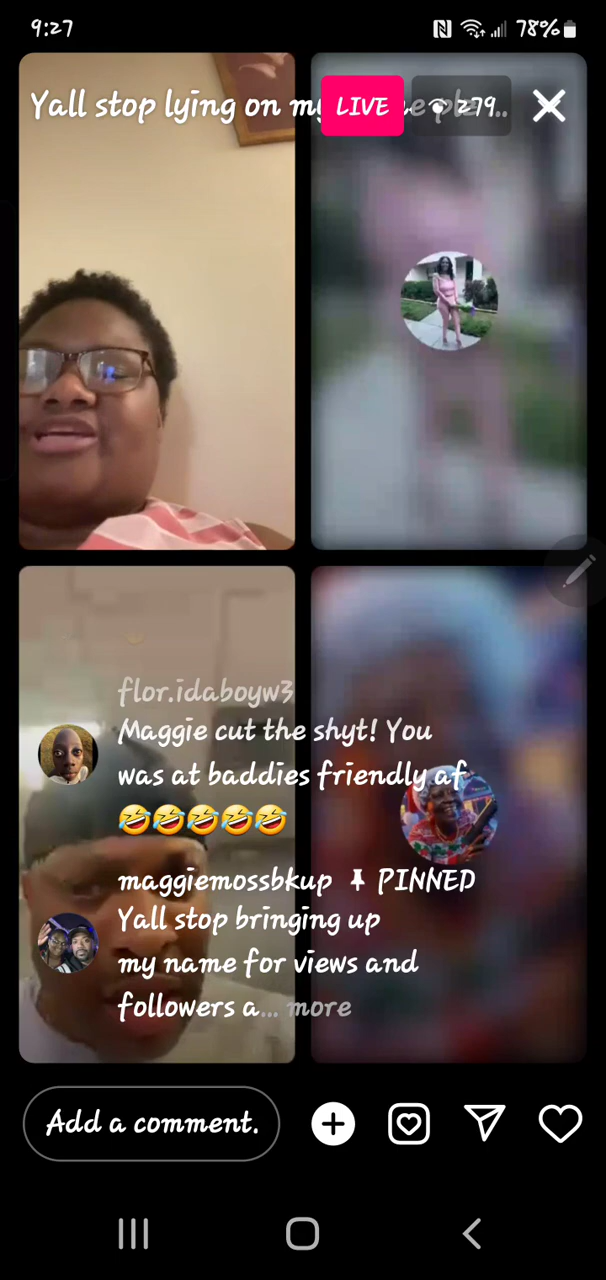 9:27
78%
Yall stop lying on my
LIVE
279..
flor.idaboyw3
Maggie cut the shyt! You
was at baddies friendly af
🤣🤣🤣🤣🤣
maggiemossbkup 📌 PINNED
Yall stop bringing up
my name for views and
followers a... more
Add a comment.